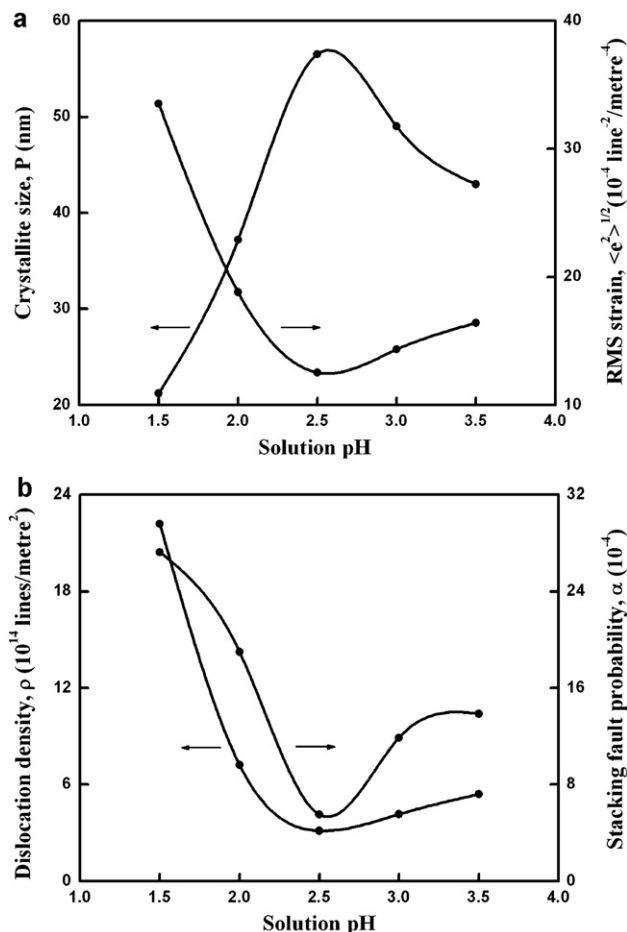 a
60
50
40
30
20
Crystallite size, P (nm)
40
30
20
10
RMS strain, <e²>¹ᐟ²(10⁻⁴ line⁻²/metre⁻⁴)
1.0 1.5 2.0 2.5 3.0 3.5 4.0
Solution pH
b
24
18
12
6
0
Dislocation density, ρ (10¹⁴ lines/metre²)
32
24
16
8
0
Stacking fault probability, α (10⁻⁴)
1.0 1.5 2.0 2.5 3.0 3.5 4.0
Solution pH